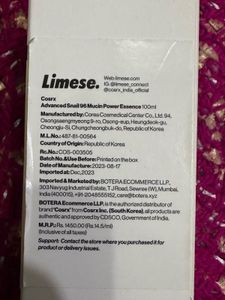 Limese.
Web:limese.com
IG @limese_connect
@cosrx_india_official
Cosrx
Advanced Snail 96 Mucin Power Essence 100ml
Manufactured by: Corea Cosmedical Center Co., Ltd. 94,
Osongsaengmyeong 9-ro, Osong-eup, Heungdeok-gu,
Cheongju-Si, Chungcheongbuk-do, Republic of Korea
M.L.No.: 487-81-00564
Country of Origin: Republic of Korea
Rc.No.: COS-003505
Batch No.& Use Before: Printed on the box
Date of Manufacture: 2023-08-17
Imported at: Dec, 2023
Imported & Marketed by: BOTERA ECOMMERCE LLP.
303 Navyug Industrial Estate, T J Road, Sewree (W), Mumbai,
India (400015) +91-2048555152, care@botera.xyz
BOTERA Ecommerce LLP. is the authorized distributor of
brand "Cosrx" from Cosrx Inc. (South Korea), all products are
authentic and approved by CDSCO, Government of India.
M.R.P.: Rs. 1450.00 (Rs.14.5/ml)
(Inclusive of all taxes)
Support: Contact the store where you purchased it for
product or delivery issues.